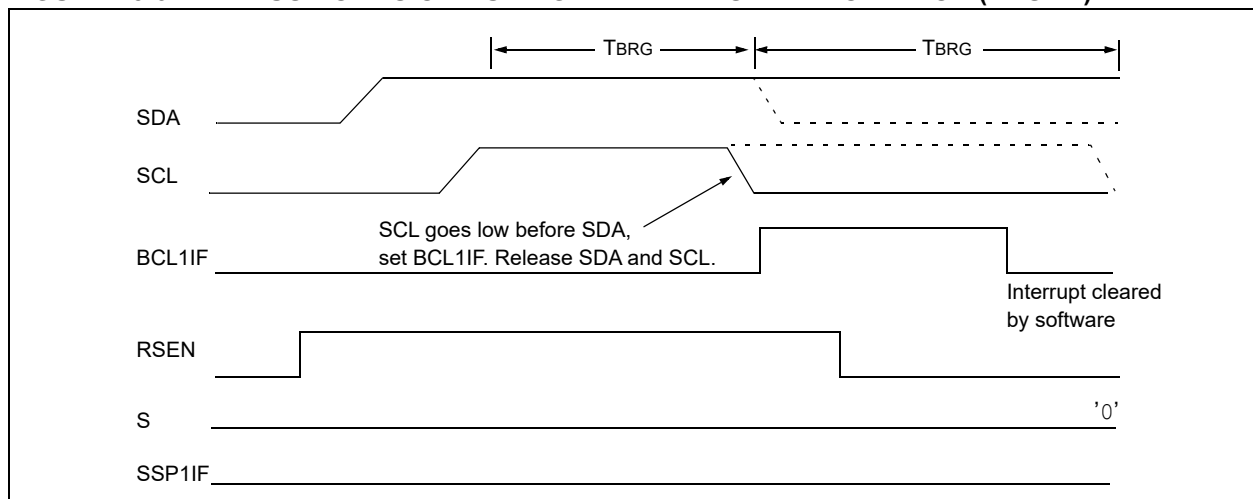 TBRG TBRG
SDA
SCL
SCL goes low before SDA,
set BCL1IF. Release SDA and SCL.
BCL1IF
Interrupt cleared
by software
RSEN
S '0'
SSP1IF